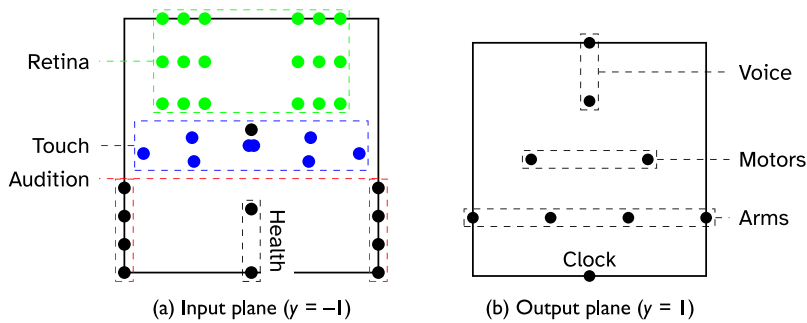 Retina
Touch
Audition
Health
(a) Input plane (y = −1)
Voice
Motors
Arms
Clock
(b) Output plane (y = 1)